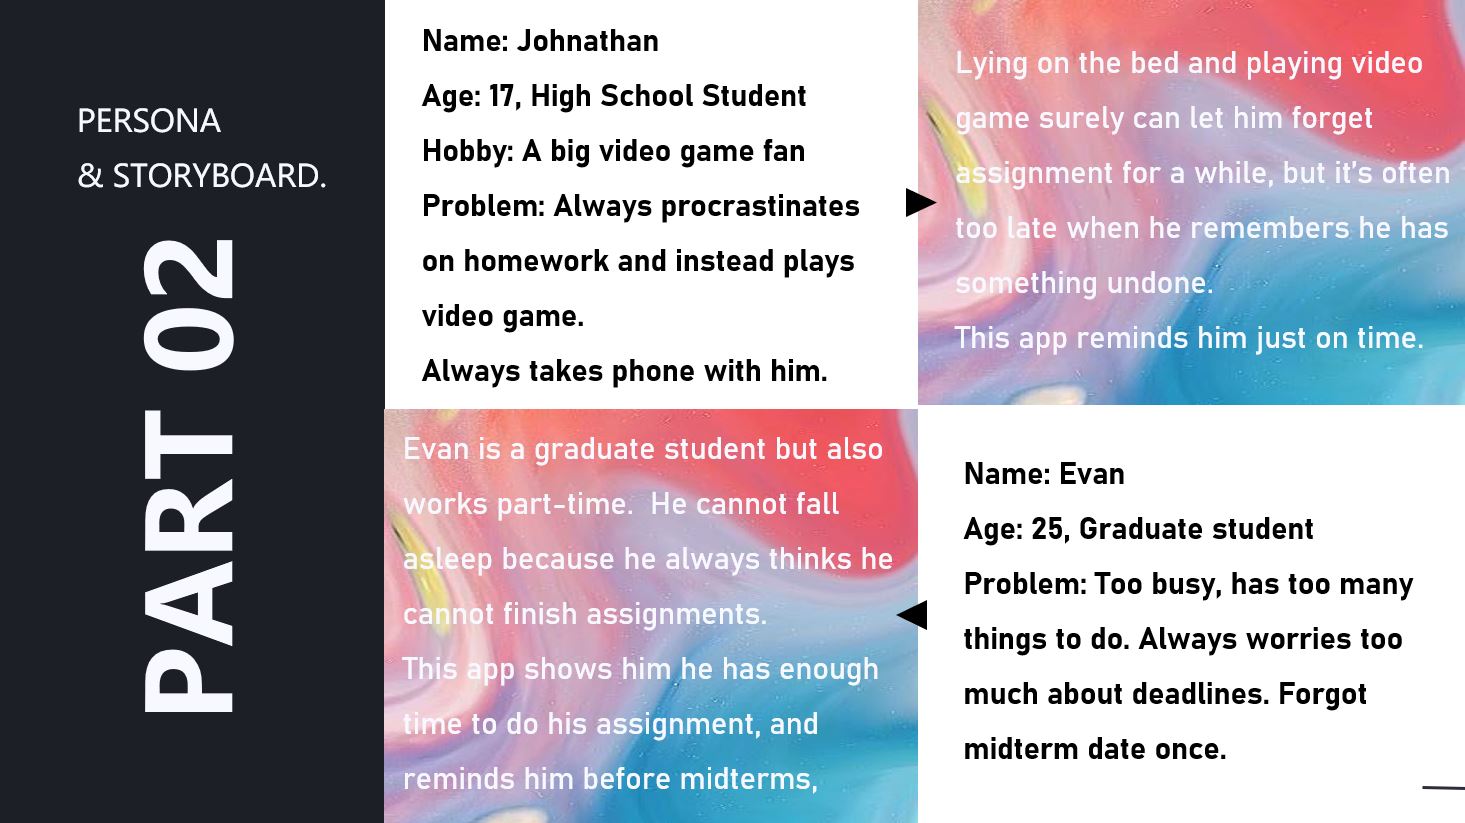 PERSONA
& STORYBOARD.
PART 02
Name: Johnathan
Age: 17, High School Student
Hobby: A big video game fan
Problem: Always procrastinates
on homework and instead plays
video game.
Always takes phone with him.
Lying on the bed and playing video
game surely can let him forget
assignment for a while, but it’s often
too late when he remembers he has
something undone.
This app reminds him just on time.
Evan is a graduate student but also
works part-time.  He cannot fall
asleep because he always thinks he
cannot finish assignments.
This app shows him he has enough
time to do his assignment, and
reminds him before midterms,
Name: Evan
Age: 25, Graduate student
Problem: Too busy, has too many
things to do. Always worries too
much about deadlines. Forgot
midterm date once.